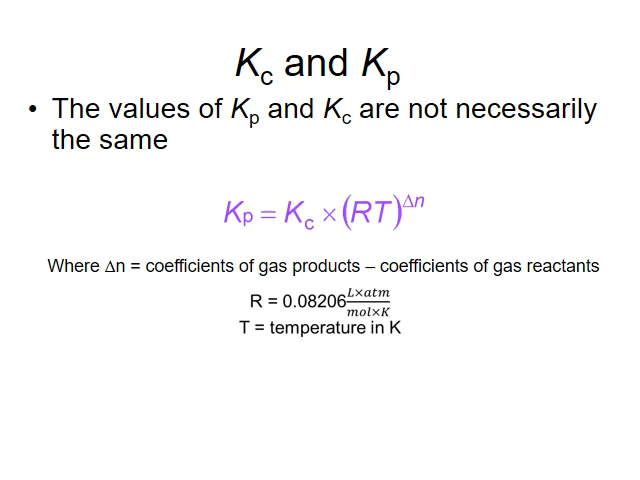 Kc and Kp
• The values of Kp and Kc are not necessarily
the same
Kp = Kc × (RT)^Δn
Where Δn = coefficients of gas products – coefficients of gas reactants
R = 0.08206 L×atm/mol×K
T = temperature in K